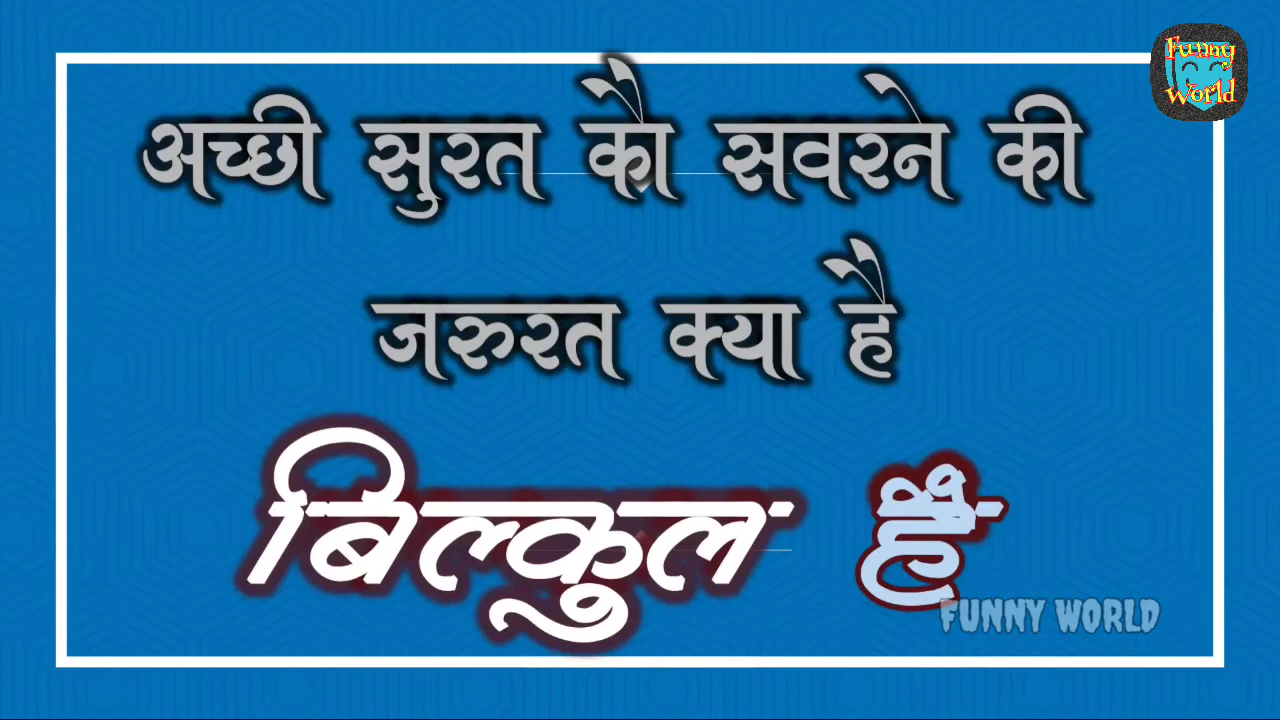 Funny
World
अच्छी सुरत कौ सवरने की
जरुरत क्या है
बिल्कुल हैं
FUNNY WORLD